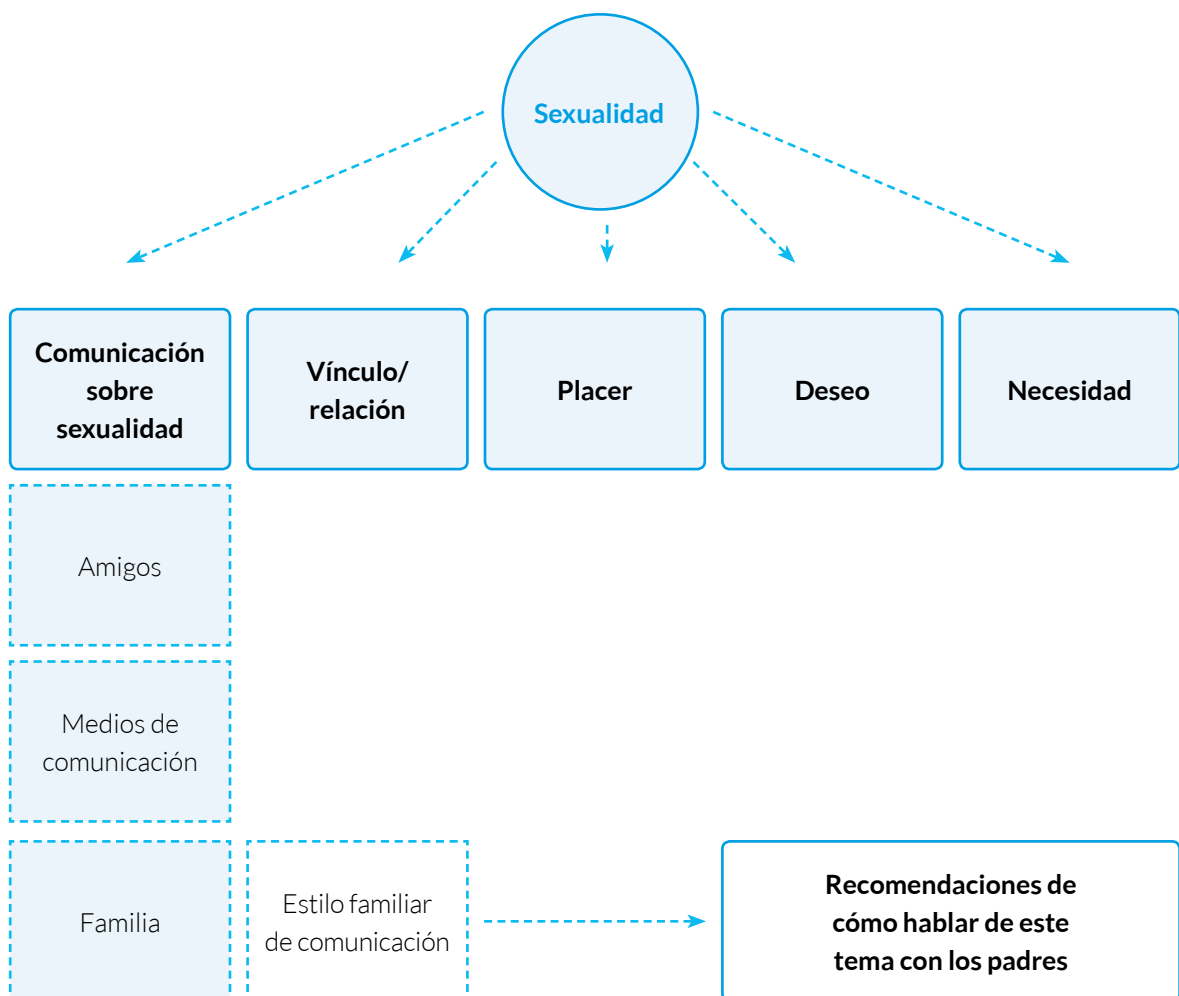 Sexualidad
Comunicación
sobre
sexualidad
Vínculo/
relación
Placer
Deseo
Necesidad
Amigos
Medios de
comunicación
Familia
Estilo familiar
de comunicación
Recomendaciones de
cómo hablar de este
tema con los padres